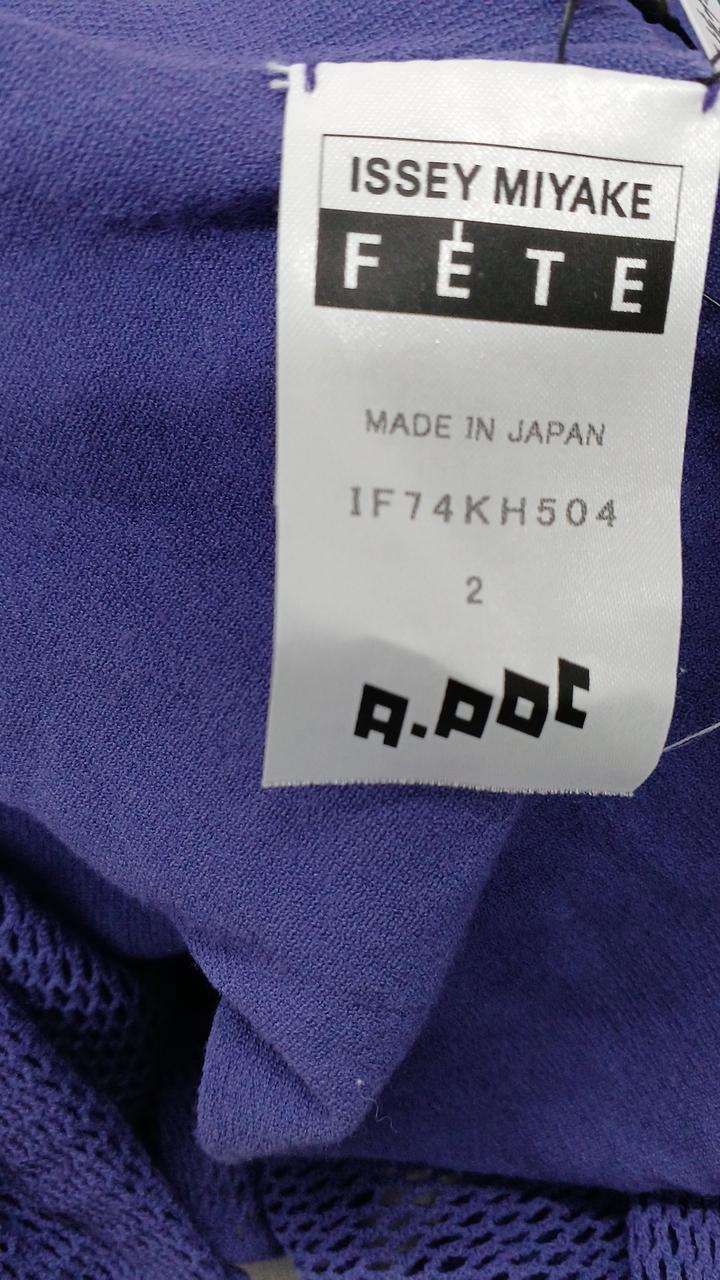 ISSEY MIYAKE
FÊTE
MADE IN JAPAN
IF74KH504
2
A.POC